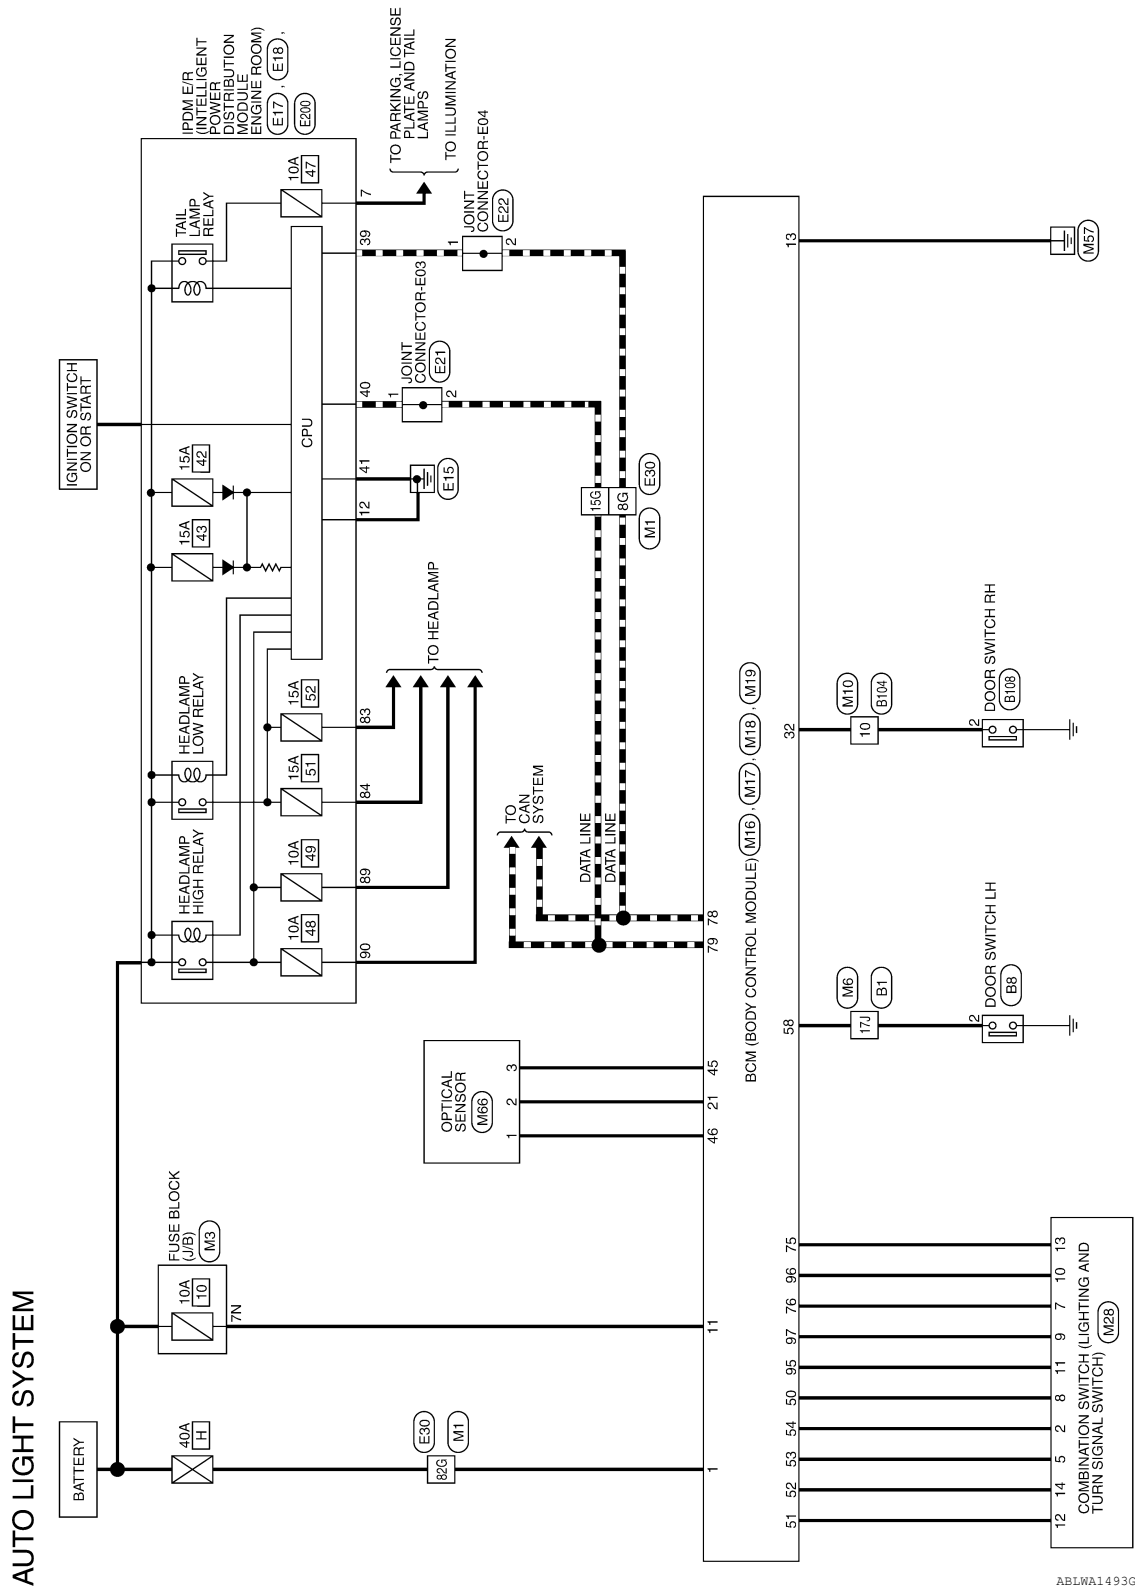 AUTO LIGHT SYSTEM
BATTERY
IGNITION SWITCH
ON OR START
40A
H
FUSE BLOCK
(J/B)
M3
10A
10
7N
E30
M1
82G
HEADLAMP
HIGH RELAY
HEADLAMP
LOW RELAY
15A
43
15A
42
TAIL
LAMP
RELAY
IPDM E/R
(INTELLIGENT
POWER
DISTRIBUTION
MODULE
ENGINE ROOM)
E17 , E18 ,
E200
10A
48
10A
49
15A
51
15A
52
CPU
10A
47
90
89
84
83
12
41
40
39
7
TO HEADLAMP
E15
1
JOINT
CONNECTOR-E03
E21
2
1
JOINT
CONNECTOR-E04
E22
2
TO PARKING, LICENSE
PLATE AND TAIL
LAMPS
TO ILLUMINATION
OPTICAL
SENSOR
M66
1
2
3
TO
CAN
SYSTEM
DATA LINE
DATA LINE
15G
8G
M1
E30
1
11
46
21
45
79
78
BCM (BODY CONTROL MODULE) M16 , M17 , M18 , M19
51
52
53
54
50
95
97
76
96
75
58
32
13
M6
B1
17J
2
DOOR SWITCH LH
B8
M10
B104
10
2
DOOR SWITCH RH
B108
M57
12
14
5
2
8
11
9
7
10
13
COMBINATION SWITCH (LIGHTING AND
TURN SIGNAL SWITCH)
M28
ABLWA1493G